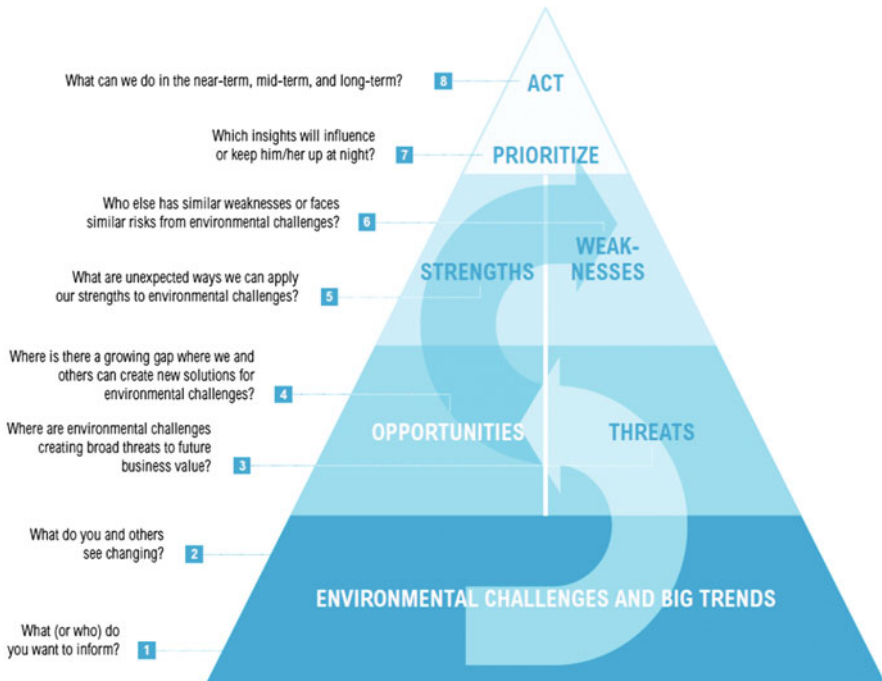 What can we do in the near-term, mid-term, and long-term?
8
ACT
Which insights will influence
or keep him/her up at night?
7
PRIORITIZE
Who else has similar weaknesses or faces
similar risks from environmental challenges?
6
WEAK-
NESSES
STRENGTHS
What are unexpected ways we can apply
our strengths to environmental challenges?
5
Where is there a growing gap where we and
others can create new solutions for
environmental challenges?
4
OPPORTUNITIES
THREATS
Where are environmental challenges
creating broad threats to future
business value?
3
What do you and others
see changing?
2
ENVIRONMENTAL CHALLENGES AND BIG TRENDS
What (or who) do
you want to inform?
1